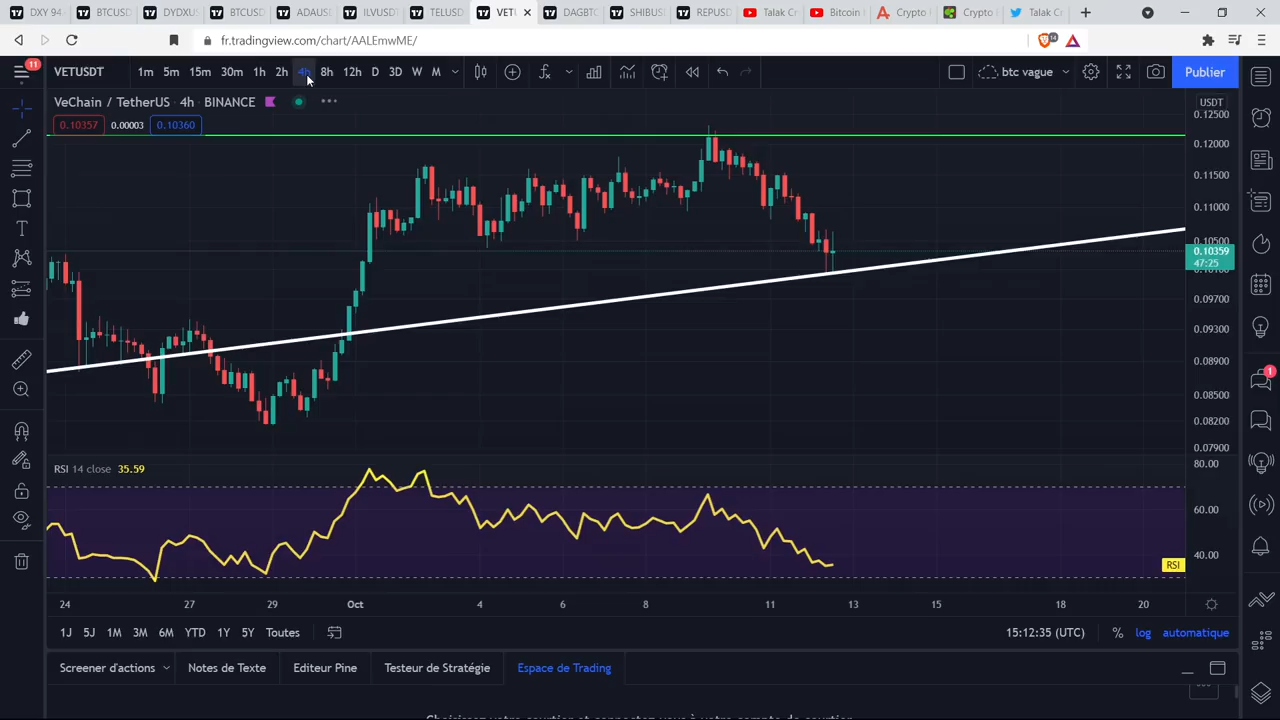 DXY 94
BTCUSD
DYDXUS
BTCUSD
ADAUSD
ILVUSDT
TELUSD
VET
DAGBTC
SHIBUS
REPUSD
Talak Cr
Bitcoin
Crypto
Crypto
Talak Cr
fr.tradingview.com/chart/AALEmwME/
14
11
VETUSDT 1m 5m 15m 30m 1h 2h 4h 8h 12h D 3D W M
btc vague
Publier
VeChain / TetherUS · 4h · BINANCE
USDT
0.10357 0.00003 0.10360
0.12500
0.12000
0.11500
0.11000
0.10500
0.10359
47:25
0.09700
0.09300
0.08900
0.08500
0.08200
0.07900
1
RSI 14 close 35.59
80.00
60.00
40.00
RSI
24 27 29 Oct 4 6 8 11 13 15 18 20
1J 5J 1M 3M 6M YTD 1Y 5Y Toutes
15:12:35 (UTC) % log automatique
Screener d'actions Notes de Texte Editeur Pine Testeur de Stratégie Espace de Trading